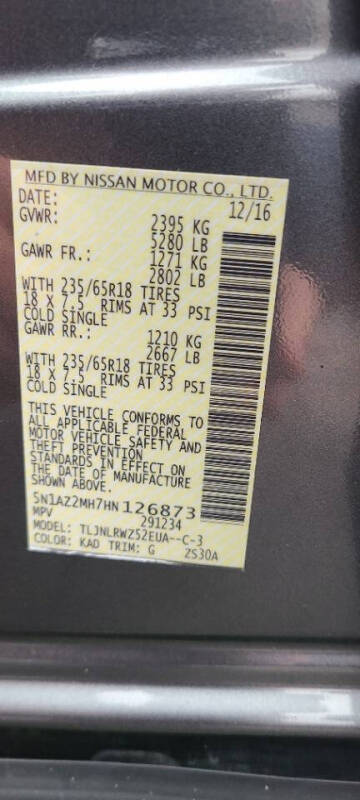 MFD BY NISSAN MOTOR CO., LTD.
DATE: 12/16
GVWR: 2395 KG
5280 LB
GAWR FR.: 1271 KG
2802 LB
WITH 235/65R18 TIRES
18 X 7.5 RIMS AT 33 PSI
COLD SINGLE
GAWR RR.: 1210 KG
2667 LB
WITH 235/65R18 TIRES
18 X 7.5 RIMS AT 33 PSI
COLD SINGLE
THIS VEHICLE CONFORMS TO
ALL APPLICABLE FEDERAL
MOTOR VEHICLE SAFETY AND
THEFT PREVENTION
STANDARDS IN EFFECT ON
THE DATE OF MANUFACTURE
SHOWN ABOVE.
5N1AZ2MH7HN126873
MPV 291234
MODEL: TLJNLRWZ52EUA--C-3
COLOR: KAD TRIM: G ZS30A